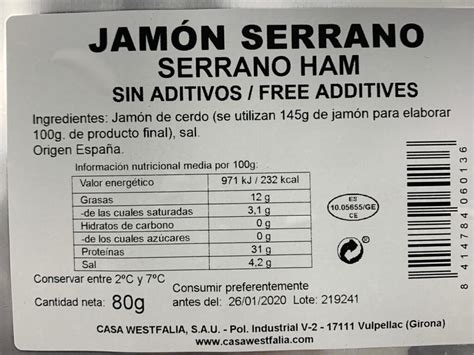 JAMÓN SERRANO
SERRANO HAM
SIN ADITIVOS / FREE ADDITIVES
Ingredientes: Jamón de cerdo (se utilizan 145g de jamón para elaborar
100g. de producto final), sal.
Origen España.
Información nutricional media por 100g:
Valor energético 971 kJ / 232 kcal
Grasas 12 g
-de las cuales saturadas 3,1 g
Hidratos de carbono 0 g
-de los cuales azúcares 0 g
Proteínas 31 g
Sal 4,2 g
ES
10.05655/GE
CE
8 414784 060136
Conservar entre 2ºC y 7ºC
Cantidad neta: 80g
Consumir preferentemente
antes del: 26/01/2020 Lote: 219241
CASA WESTFALIA, S.A.U. - Pol. Industrial V-2 - 17111 Vulpellac (Girona)
www.casawestfalia.com